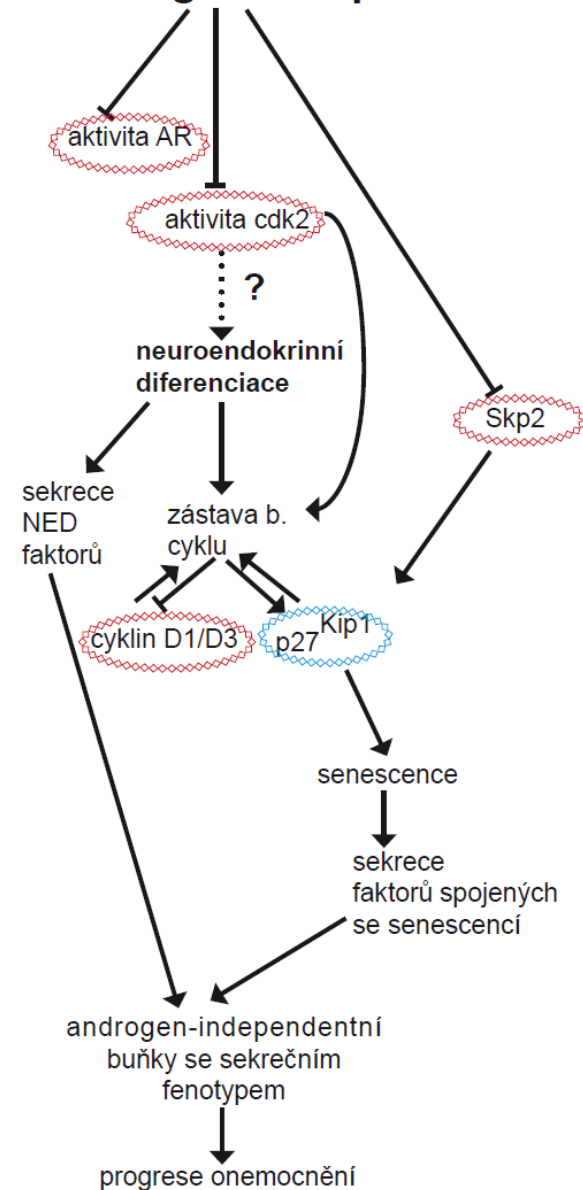 aktivita AR
aktivita cdk2
?
neuroendokrinní
diferenciace
Skp2
sekrece
NED
faktorů
zástava b.
cyklu
cyklin D1/D3
p27Kip1
senescence
sekrece
faktorů spojených
se senescencí
androgen-independentní
buňky se sekrečním
fenotypem
progrese onemocnění